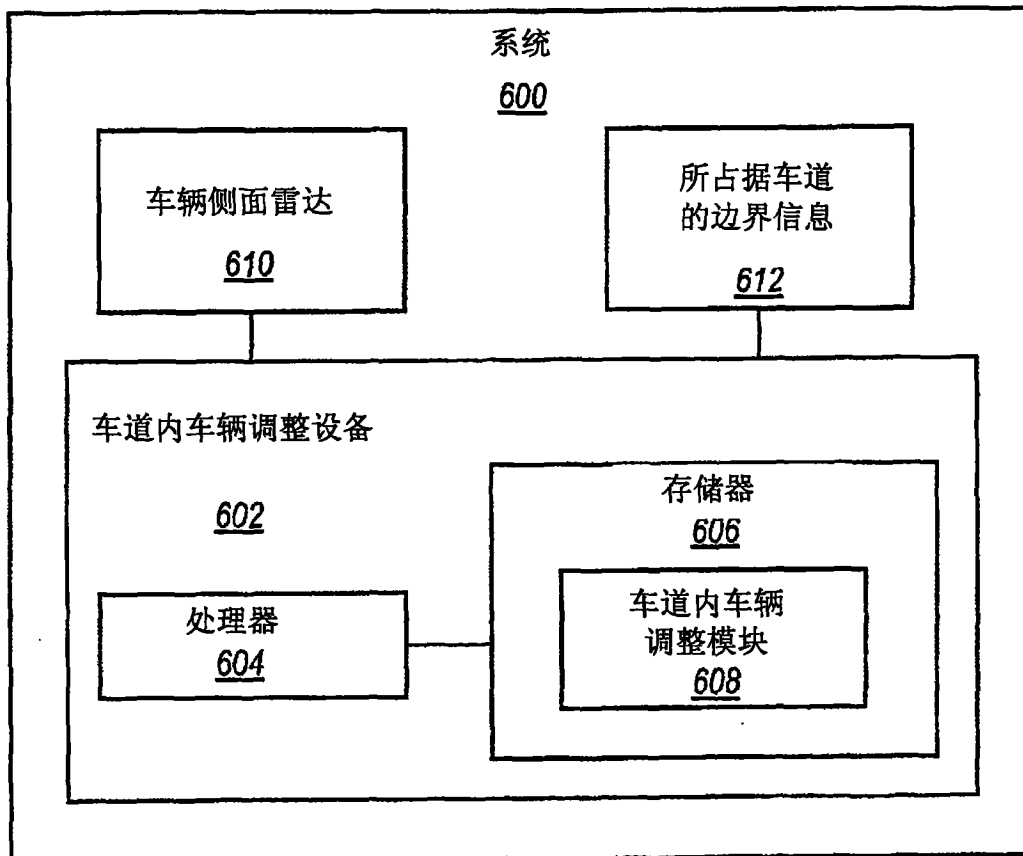 系统
600
车辆侧面雷达
610
所占据车道
的边界信息
612
车道内车辆调整设备
602
处理器
604
存储器
606
车道内车辆
调整模块
608